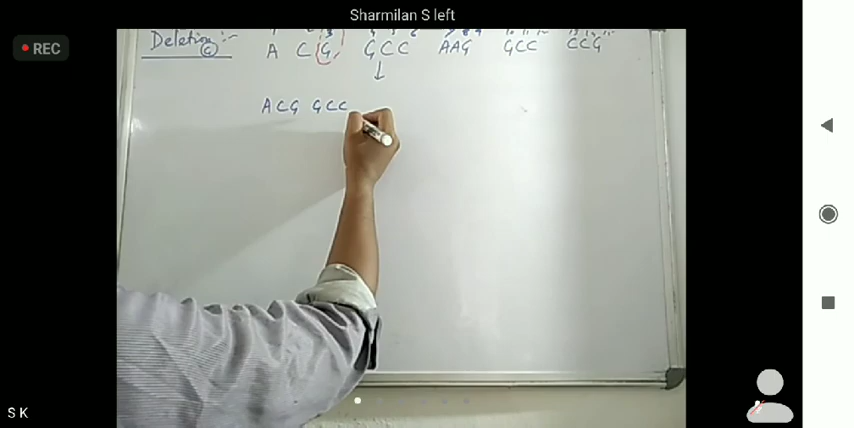 Sharmilan S left
REC
Deletion :-
A C G GCC AAG GCC CCG
ACG GCC
S K